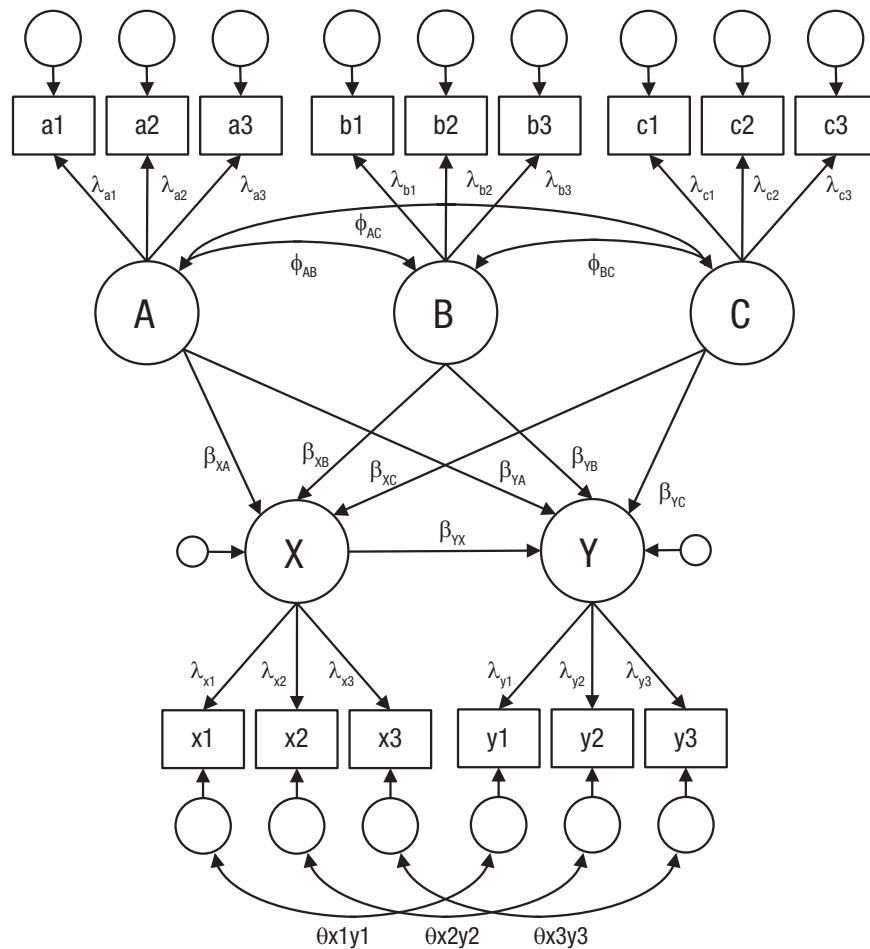 a1 a2 a3 b1 b2 b3 c1 c2 c3
λa1 λa2 λa3 λb1 λb2 λb3 λc1 λc2 λc3
ϕAC
ϕAB ϕBC
A B C
βXA βXB βXC βYA βYB βYC
X βYX Y
λx1 λx2 λx3 λy1 λy2 λy3
x1 x2 x3 y1 y2 y3
θx1y1 θx2y2 θx3y3